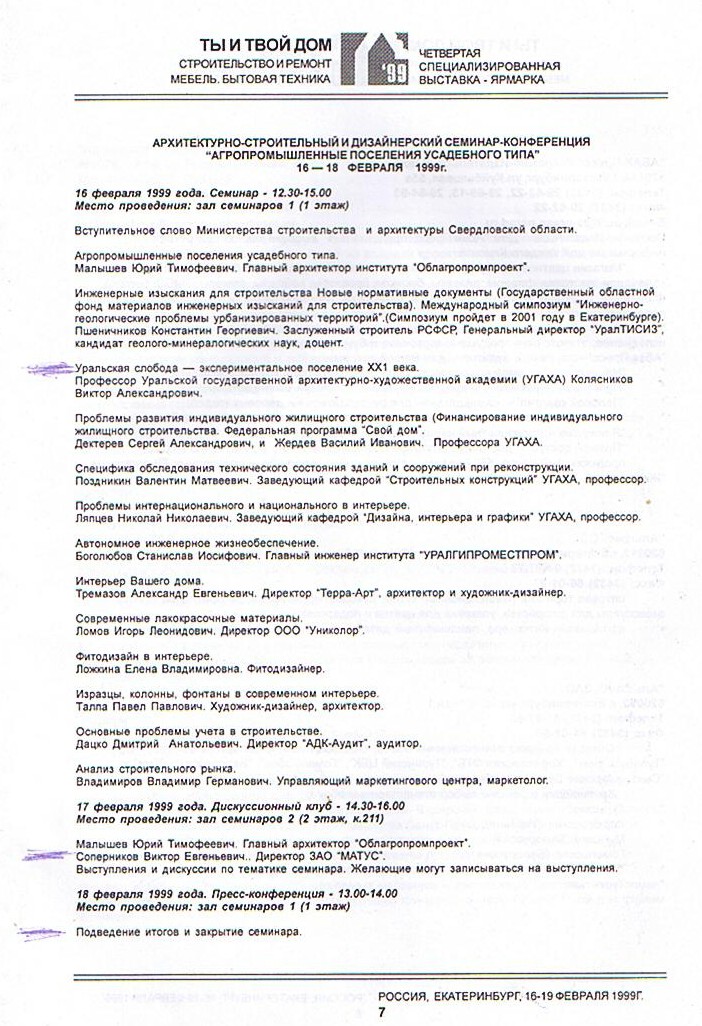 ТЫ И ТВОЙ ДОМ
СТРОИТЕЛЬСТВО И РЕМОНТ
МЕБЕЛЬ. БЫТОВАЯ ТЕХНИКА
'99
ЧЕТВЕРТАЯ
СПЕЦИАЛИЗИРОВАННАЯ
ВЫСТАВКА - ЯРМАРКА
АРХИТЕКТУРНО-СТРОИТЕЛЬНЫЙ И ДИЗАЙНЕРСКИЙ СЕМИНАР-КОНФЕРЕНЦИЯ
"АГРОПРОМЫШЛЕННЫЕ ПОСЕЛЕНИЯ УСАДЕБНОГО ТИПА"
16 — 18 ФЕВРАЛЯ 1999г.
16 февраля 1999 года. Семинар - 12.30-15.00
Место проведения: зал семинаров 1 (1 этаж)
Вступительное слово Министерства строительства и архитектуры Свердловской области.
Агропромышленные поселения усадебного типа.
Малышев Юрий Тимофеевич. Главный архитектор института "Облагропромпроект".
Инженерные изыскания для строительства Новые нормативные документы (Государственный областной
фонд материалов инженерных изысканий для строительства). Международный симпозиум "Инженерно-
геологические проблемы урбанизированных территорий".(Симпозиум пройдет в 2001 году в Екатеринбурге).
Пшеничников Константин Георгиевич. Заслуженный строитель РСФСР, Генеральный директор "УралТИСИЗ",
кандидат геолого-минералогических наук, доцент.
Уральская слобода — экспериментальное поселение XX1 века.
Профессор Уральской государственной архитектурно-художественной академии (УГАХА) Колясников
Виктор Александрович.
Проблемы развития индивидуального жилищного строительства (Финансирование индивидуального
жилищного строительства. Федеральная программа "Свой дом".
Дектерев Сергей Александрович, и Жердев Василий Иванович. Профессора УГАХА.
Специфика обследования технического состояния зданий и сооружений при реконструкции.
Поздникин Валентин Матвеевич. Заведующий кафедрой "Строительных конструкций" УГАХА, профессор.
Проблемы интернационального и национального в интерьере.
Ляпцев Николай Николаевич. Заведующий кафедрой "Дизайна, интерьера и графики" УГАХА, профессор.
Автономное инженерное жизнеобеспечение.
Боголюбов Станислав Иосифович. Главный инженер института "УРАЛГИПРОМЕСТПРОМ".
Интерьер Вашего дома.
Тремазов Александр Евгеньевич. Директор "Терра-Арт", архитектор и художник-дизайнер.
Современные лакокрасочные материалы.
Ломов Игорь Леонидович. Директор ООО "Униколор".
Фитодизайн в интерьере.
Ложкина Елена Владимировна. Фитодизайнер.
Изразцы, колонны, фонтаны в современном интерьере.
Талпа Павел Павлович. Художник-дизайнер, архитектор.
Основные проблемы учета в строительстве.
Дацко Дмитрий Анатольевич. Директор "АДК-Аудит", аудитор.
Анализ строительного рынка.
Владимиров Владимир Германович. Управляющий маркетингового центра, маркетолог.
17 февраля 1999 года. Дискуссионный клуб - 14.30-16.00
Место проведения: зал семинаров 2 (2 этаж, к.211)
Малышев Юрий Тимофеевич. Главный архитектор "Облагропромпроект".
Соперников Виктор Евгеньевич.. Директор ЗАО "МАТУС".
Выступления и дискуссии по тематике семинара. Желающие могут записываться на выступления.
18 февраля 1999 года. Пресс-конференция - 13.00-14.00
Место проведения: зал семинаров 1 (1 этаж)
Подведение итогов и закрытие семинара.
РОССИЯ, ЕКАТЕРИНБУРГ, 16-19 ФЕВРАЛЯ 1999Г.
7